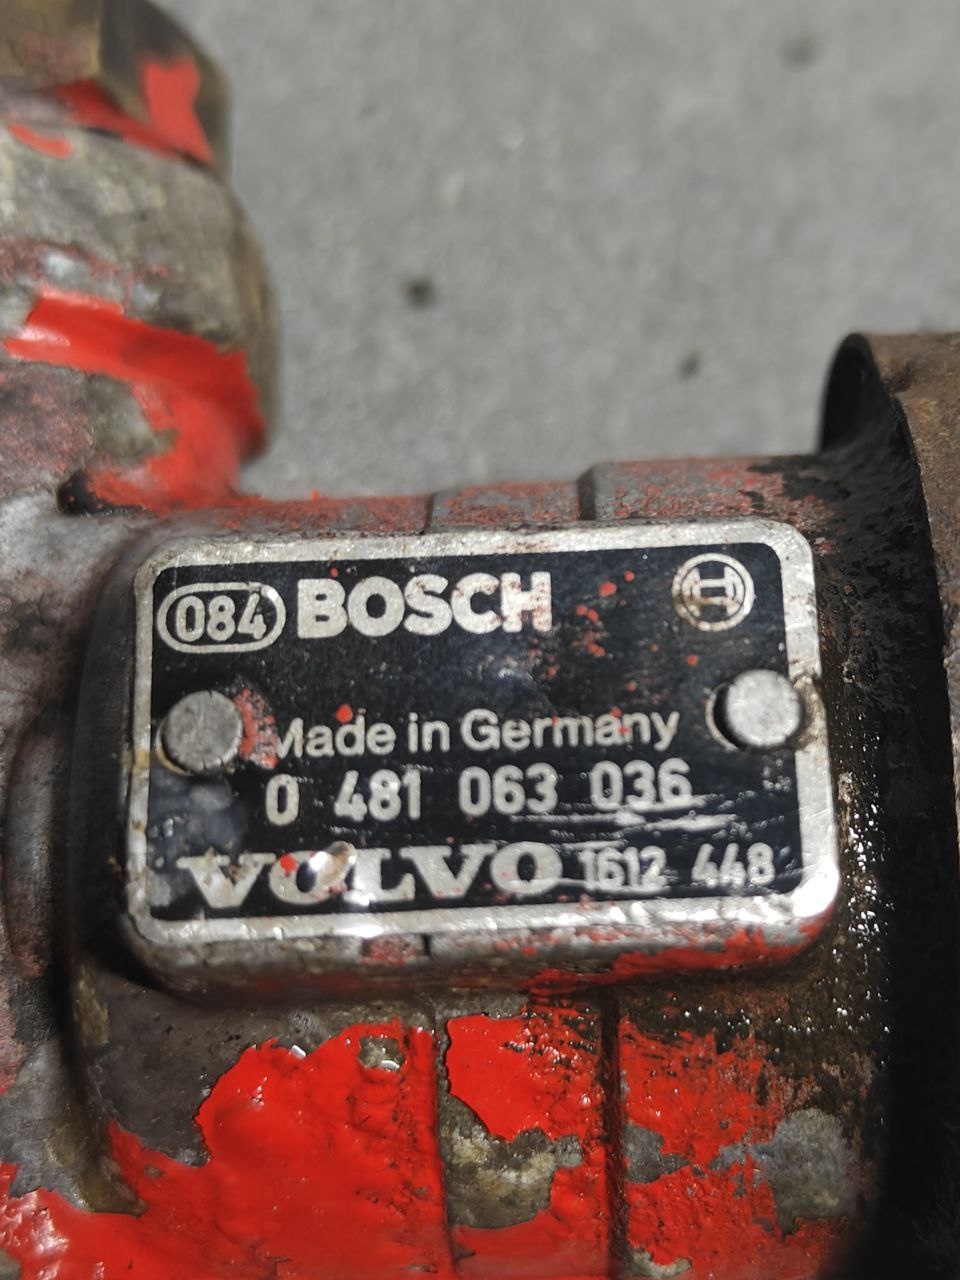 084 BOSCH
Made in Germany
0 481 063 036
VOLVO 1612 448